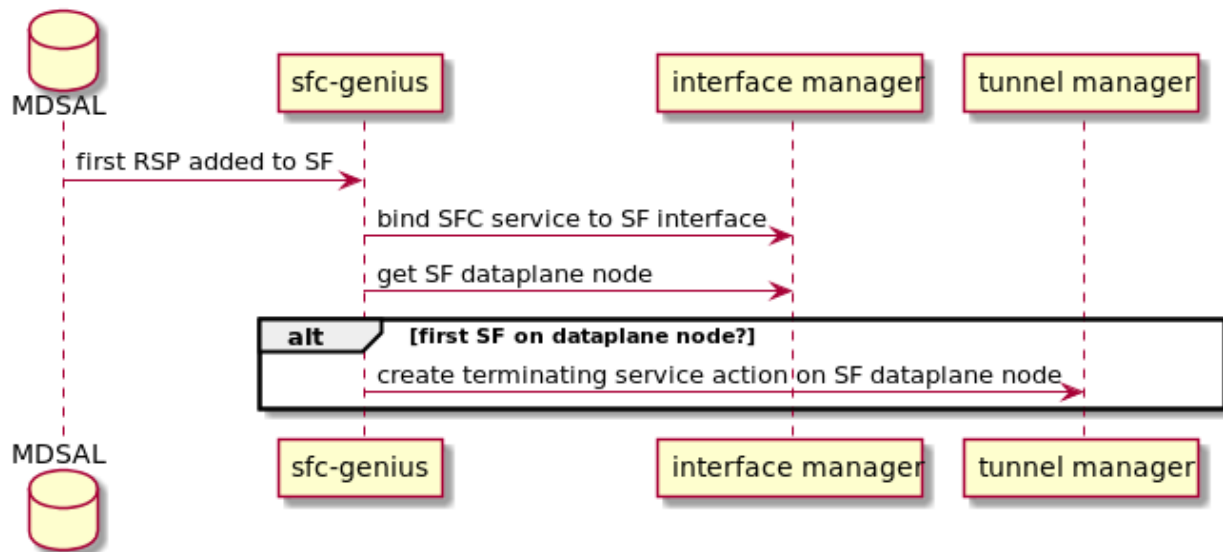 MDSAL
sfc-genius
interface manager
tunnel manager
first RSP added to SF
bind SFC service to SF interface
get SF dataplane node
alt
[first SF on dataplane node?]
create terminating service action on SF dataplane node
MDSAL
sfc-genius
interface manager
tunnel manager